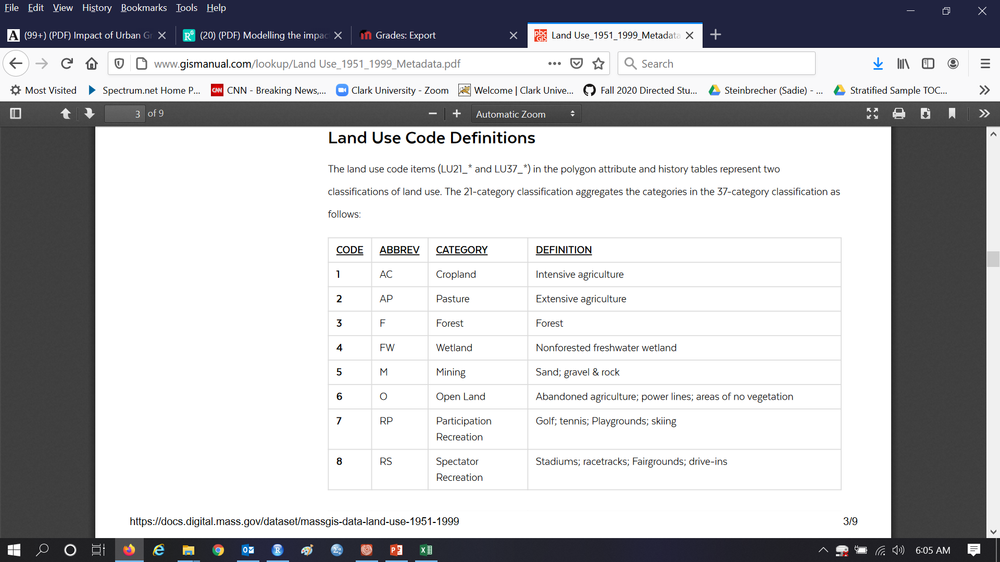 File Edit View History Bookmarks Tools Help
(99+) (PDF) Impact of Urban Gr
(20) (PDF) Modelling the impac
Grades: Export
Land Use_1951_1999_Metadata
www.gismanual.com/lookup/Land Use_1951_1999_Metadata.pdf
Search
Most Visited
Spectrum.net Home P...
CNN
CNN - Breaking News,...
Clark University - Zoom
Welcome | Clark Unive...
Fall 2020 Directed Stu...
Steinbrecher (Sadie) - ...
Stratified Sample TOC...
3 of 9
Automatic Zoom
Land Use Code Definitions
The land use code items (LU21_* and LU37_*) in the polygon attribute and history tables represent two
classifications of land use. The 21-category classification aggregates the categories in the 37-category classification as
follows:
CODE ABBREV CATEGORY DEFINITION
1 AC Cropland Intensive agriculture
2 AP Pasture Extensive agriculture
3 F Forest Forest
4 FW Wetland Nonforested freshwater wetland
5 M Mining Sand; gravel & rock
6 O Open Land Abandoned agriculture; power lines; areas of no vegetation
7 RP Participation Golf; tennis; Playgrounds; skiing
Recreation
8 RS Spectator Stadiums; racetracks; Fairgrounds; drive-ins
Recreation
https://docs.digital.mass.gov/dataset/massgis-data-land-use-1951-1999 3/9
6:05 AM